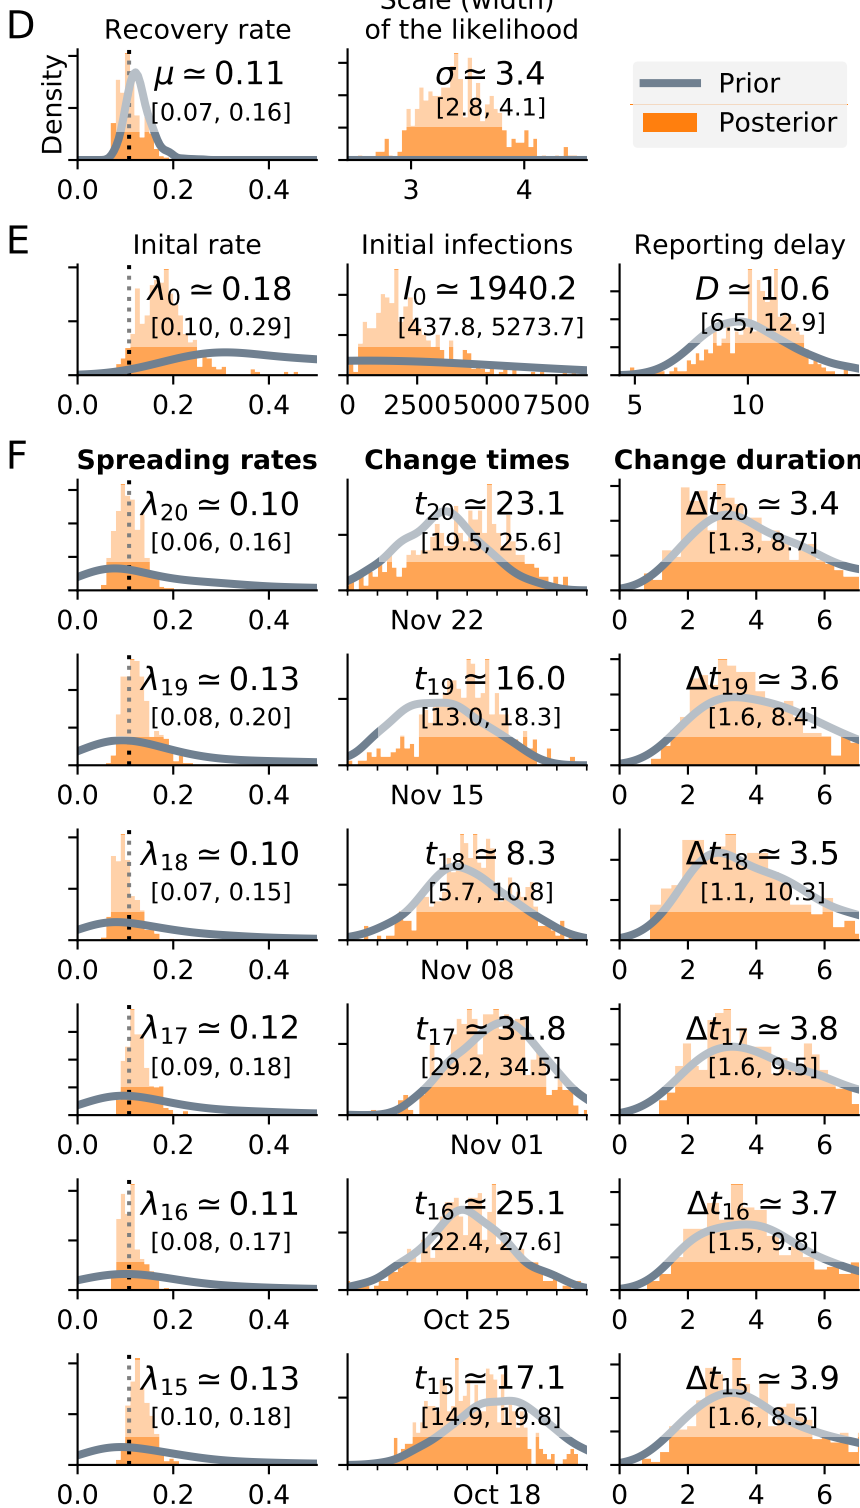 D
Recovery rate
Scale (width)
of the likelihood
Density
μ ≃ 0.11
[0.07, 0.16]
σ ≃ 3.4
[2.8, 4.1]
Prior
Posterior
0.0 0.2 0.4
3 4
E
Inital rate
Initial infections
Reporting delay
λ0 ≃ 0.18
[0.10, 0.29]
I0 ≃ 1940.2
[437.8, 5273.7]
D ≃ 10.6
[6.5, 12.9]
0.0 0.2 0.4
0 2500 5000 7500
5 10
F
Spreading rates
Change times
Change duration
λ20 ≃ 0.10
[0.06, 0.16]
t20 ≃ 23.1
[19.5, 25.6]
Δt20 ≃ 3.4
[1.3, 8.7]
0.0 0.2 0.4
Nov 22
0 2 4 6
λ19 ≃ 0.13
[0.08, 0.20]
t19 ≃ 16.0
[13.0, 18.3]
Δt19 ≃ 3.6
[1.6, 8.4]
0.0 0.2 0.4
Nov 15
0 2 4 6
λ18 ≃ 0.10
[0.07, 0.15]
t18 ≃ 8.3
[5.7, 10.8]
Δt18 ≃ 3.5
[1.1, 10.3]
0.0 0.2 0.4
Nov 08
0 2 4 6
λ17 ≃ 0.12
[0.09, 0.18]
t17 ≃ 31.8
[29.2, 34.5]
Δt17 ≃ 3.8
[1.6, 9.5]
0.0 0.2 0.4
Nov 01
0 2 4 6
λ16 ≃ 0.11
[0.08, 0.17]
t16 ≃ 25.1
[22.4, 27.6]
Δt16 ≃ 3.7
[1.5, 9.8]
0.0 0.2 0.4
Oct 25
0 2 4 6
λ15 ≃ 0.13
[0.10, 0.18]
t15 ≃ 17.1
[14.9, 19.8]
Δt15 ≃ 3.9
[1.6, 8.5]
0.0 0.2 0.4
Oct 18
0 2 4 6